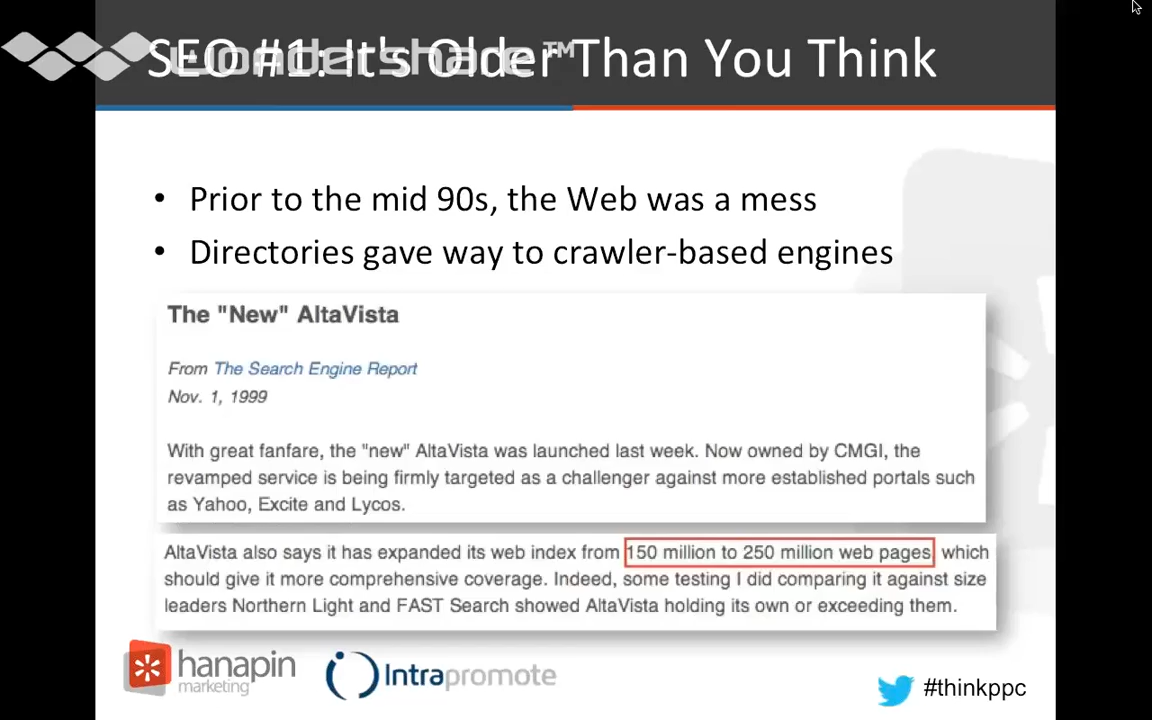 SEO #1: It's Older Than You Think
wondershare™
• Prior to the mid 90s, the Web was a mess
• Directories gave way to crawler-based engines
The "New" AltaVista
From The Search Engine Report
Nov. 1, 1999
With great fanfare, the "new" AltaVista was launched last week. Now owned by CMGI, the
revamped service is being firmly targeted as a challenger against more established portals such
as Yahoo, Excite and Lycos.
AltaVista also says it has expanded its web index from 150 million to 250 million web pages, which
should give it more comprehensive coverage. Indeed, some testing I did comparing it against size
leaders Northern Light and FAST Search showed AltaVista holding its own or exceeding them.
hanapin
marketing
Intrapromote
#thinkppc